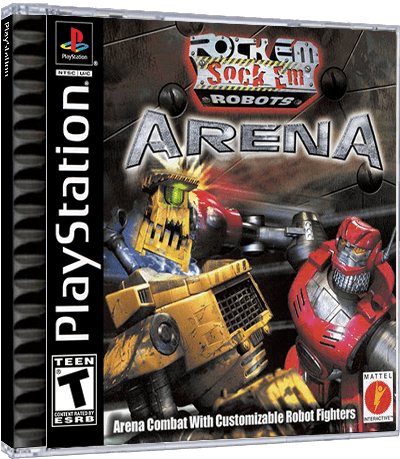 PlayStation
PlayStation
NTSC U/C
PlayStation
ROCK'EM
SOCK'EM
ROBOTS
ARENA
TEEN
T
CONTENT RATED BY
ESRB
MATTEL
INTERACTIVE
Arena Combat With Customizable Robot Fighters